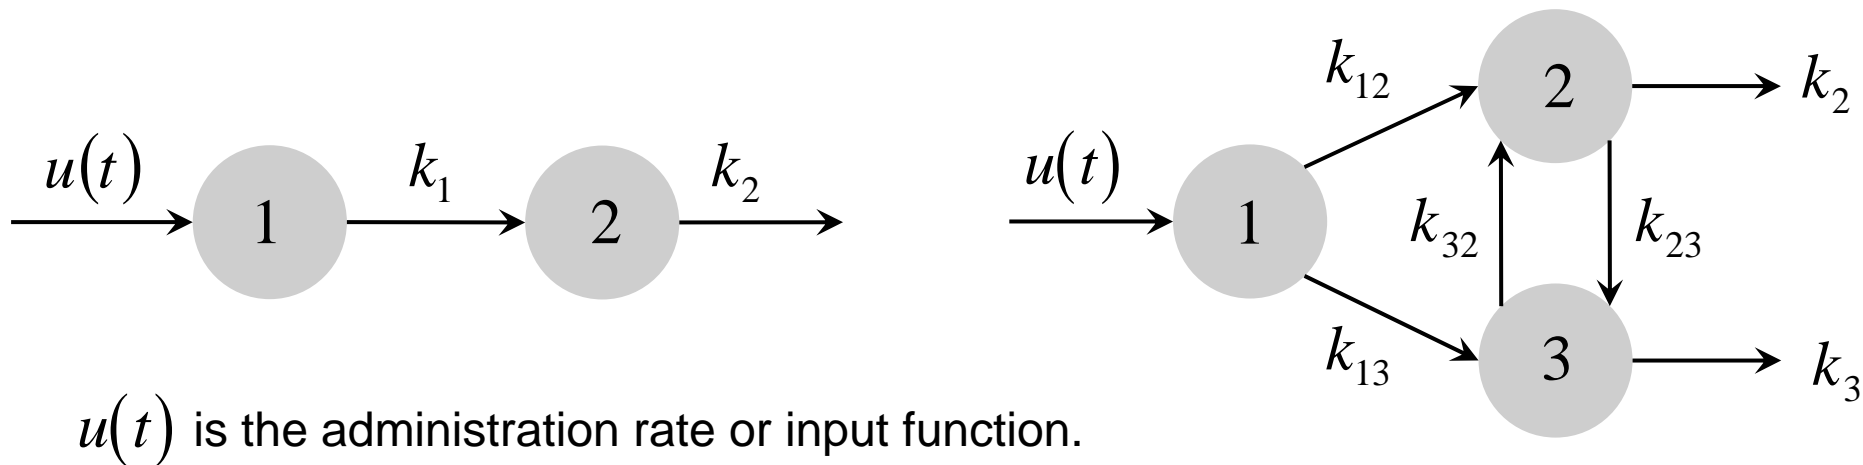 u(t)
1
k₁
2
k₂
u(t)
1
k₁₂
2
k₂
k₃₂
k₂₃
k₁₃
3
k₃
u(t) is the administration rate or input function.